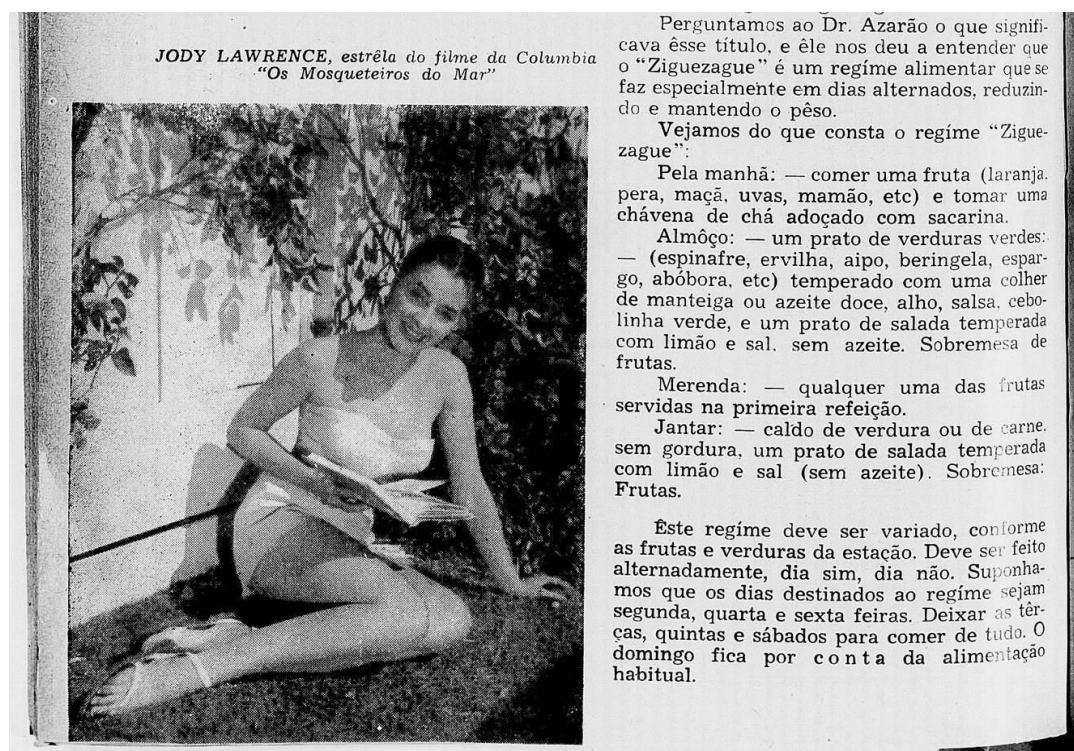 JODY LAWRENCE, estrêla do filme da Columbia
"Os Mosqueteiros do Mar"
Perguntamos ao Dr. Azarão o que signifi-
cava êsse título, e êle nos deu a entender que
o "Ziguezague" é um regíme alimentar que se
faz especialmente em dias alternados, reduzin-
do e mantendo o pêso.
Vejamos do que consta o regíme "Zigue-
zague":
Pela manhã: — comer uma fruta (laranja.
pera, maçã, uvas, mamão, etc) e tomar uma
chávena de chá adoçado com sacarina.
Almôço: — um prato de verduras verdes:
— (espinafre, ervilha, aipo, beringela, espar-
go, abóbora, etc) temperado com uma colher
de manteiga ou azeite doce, alho, salsa, cebo-
linha verde, e um prato de salada temperada
com limão e sal, sem azeite. Sobremesa de
frutas.
Merenda: — qualquer uma das frutas
servidas na primeira refeição.
Jantar: — caldo de verdura ou de carne.
sem gordura, um prato de salada temperada
com limão e sal (sem azeite). Sobremesa:
Frutas.
Êste regíme deve ser variado, conforme
as frutas e verduras da estação. Deve ser feito
alternadamente, dia sim, dia não. Suponha-
mos que os dias destinados ao regíme sejam
segunda, quarta e sexta feiras. Deixar as têr-
ças, quintas e sábados para comer de tudo. O
domingo fica por conta da alimentação
habitual.